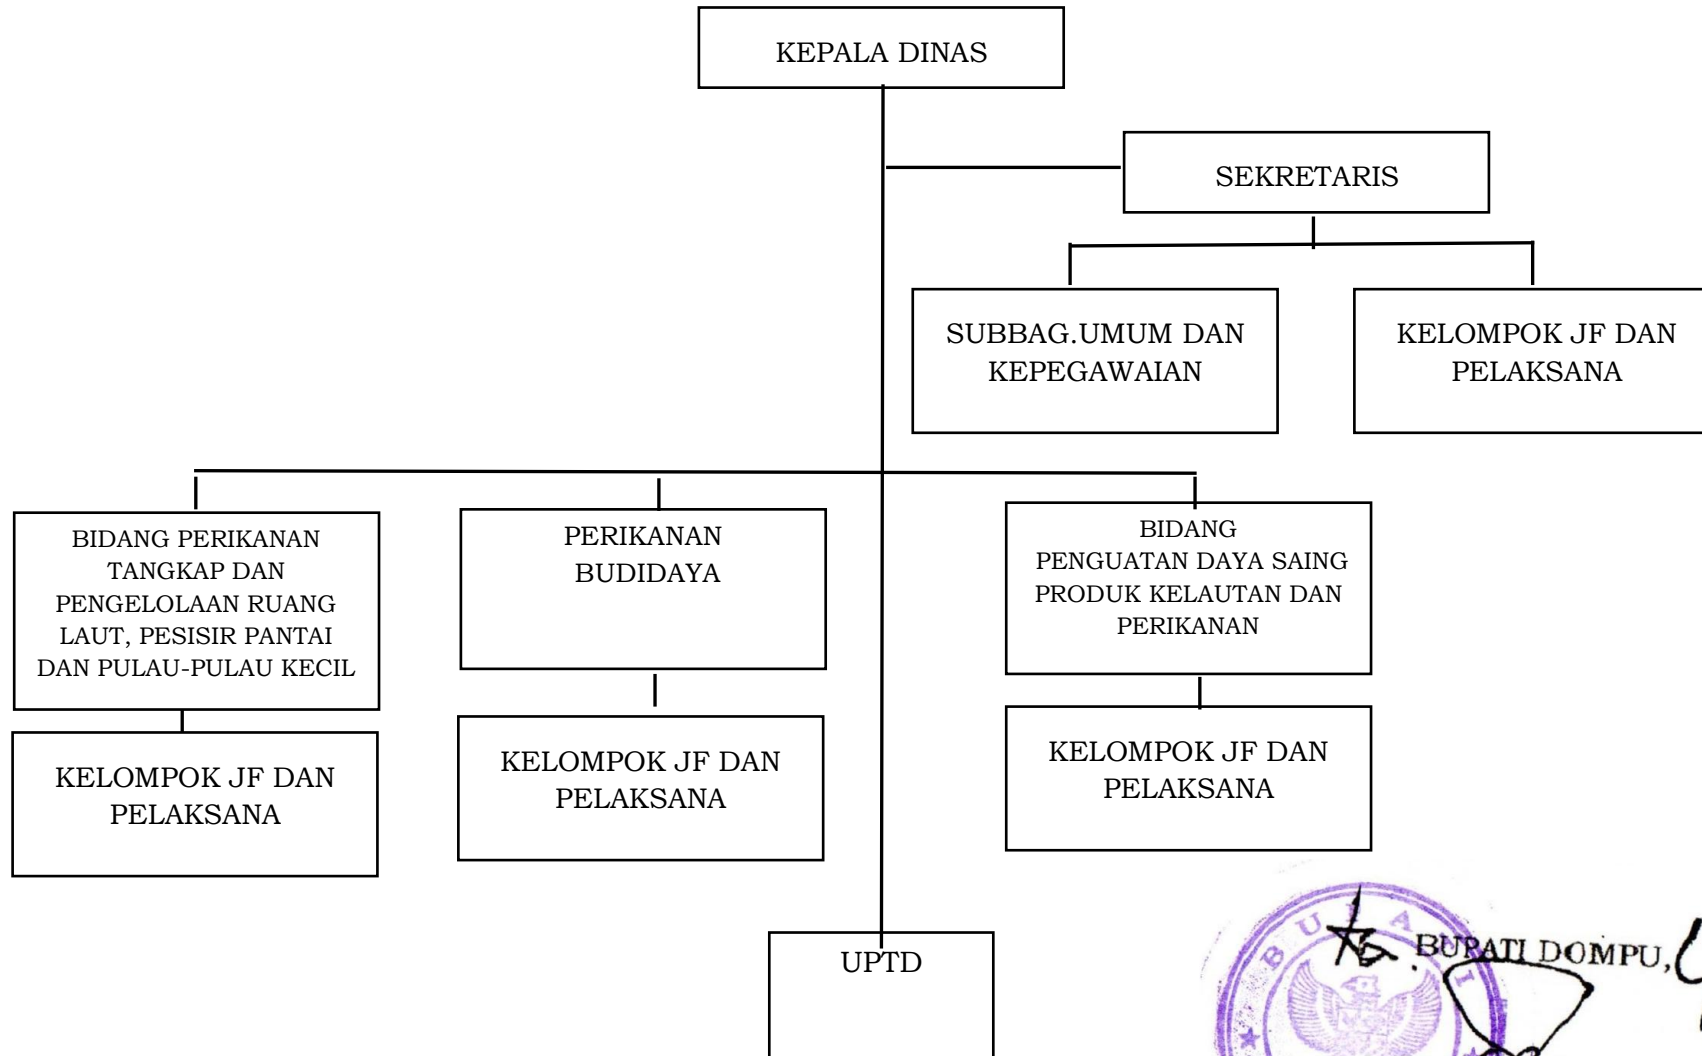 KEPALA DINAS
SEKRETARIS
SUBBAG.UMUM DAN
KEPEGAWAIAN
KELOMPOK JF DAN
PELAKSANA
BIDANG PERIKANAN
TANGKAP DAN
PENGELOLAAN RUANG
LAUT, PESISIR PANTAI
DAN PULAU-PULAU KECIL
PERIKANAN
BUDIDAYA
BIDANG
PENGUATAN DAYA SAING
PRODUK KELAUTAN DAN
PERIKANAN
KELOMPOK JF DAN
PELAKSANA
KELOMPOK JF DAN
PELAKSANA
KELOMPOK JF DAN
PELAKSANA
UPTD
BUPATI DOMPU,
BUPATI